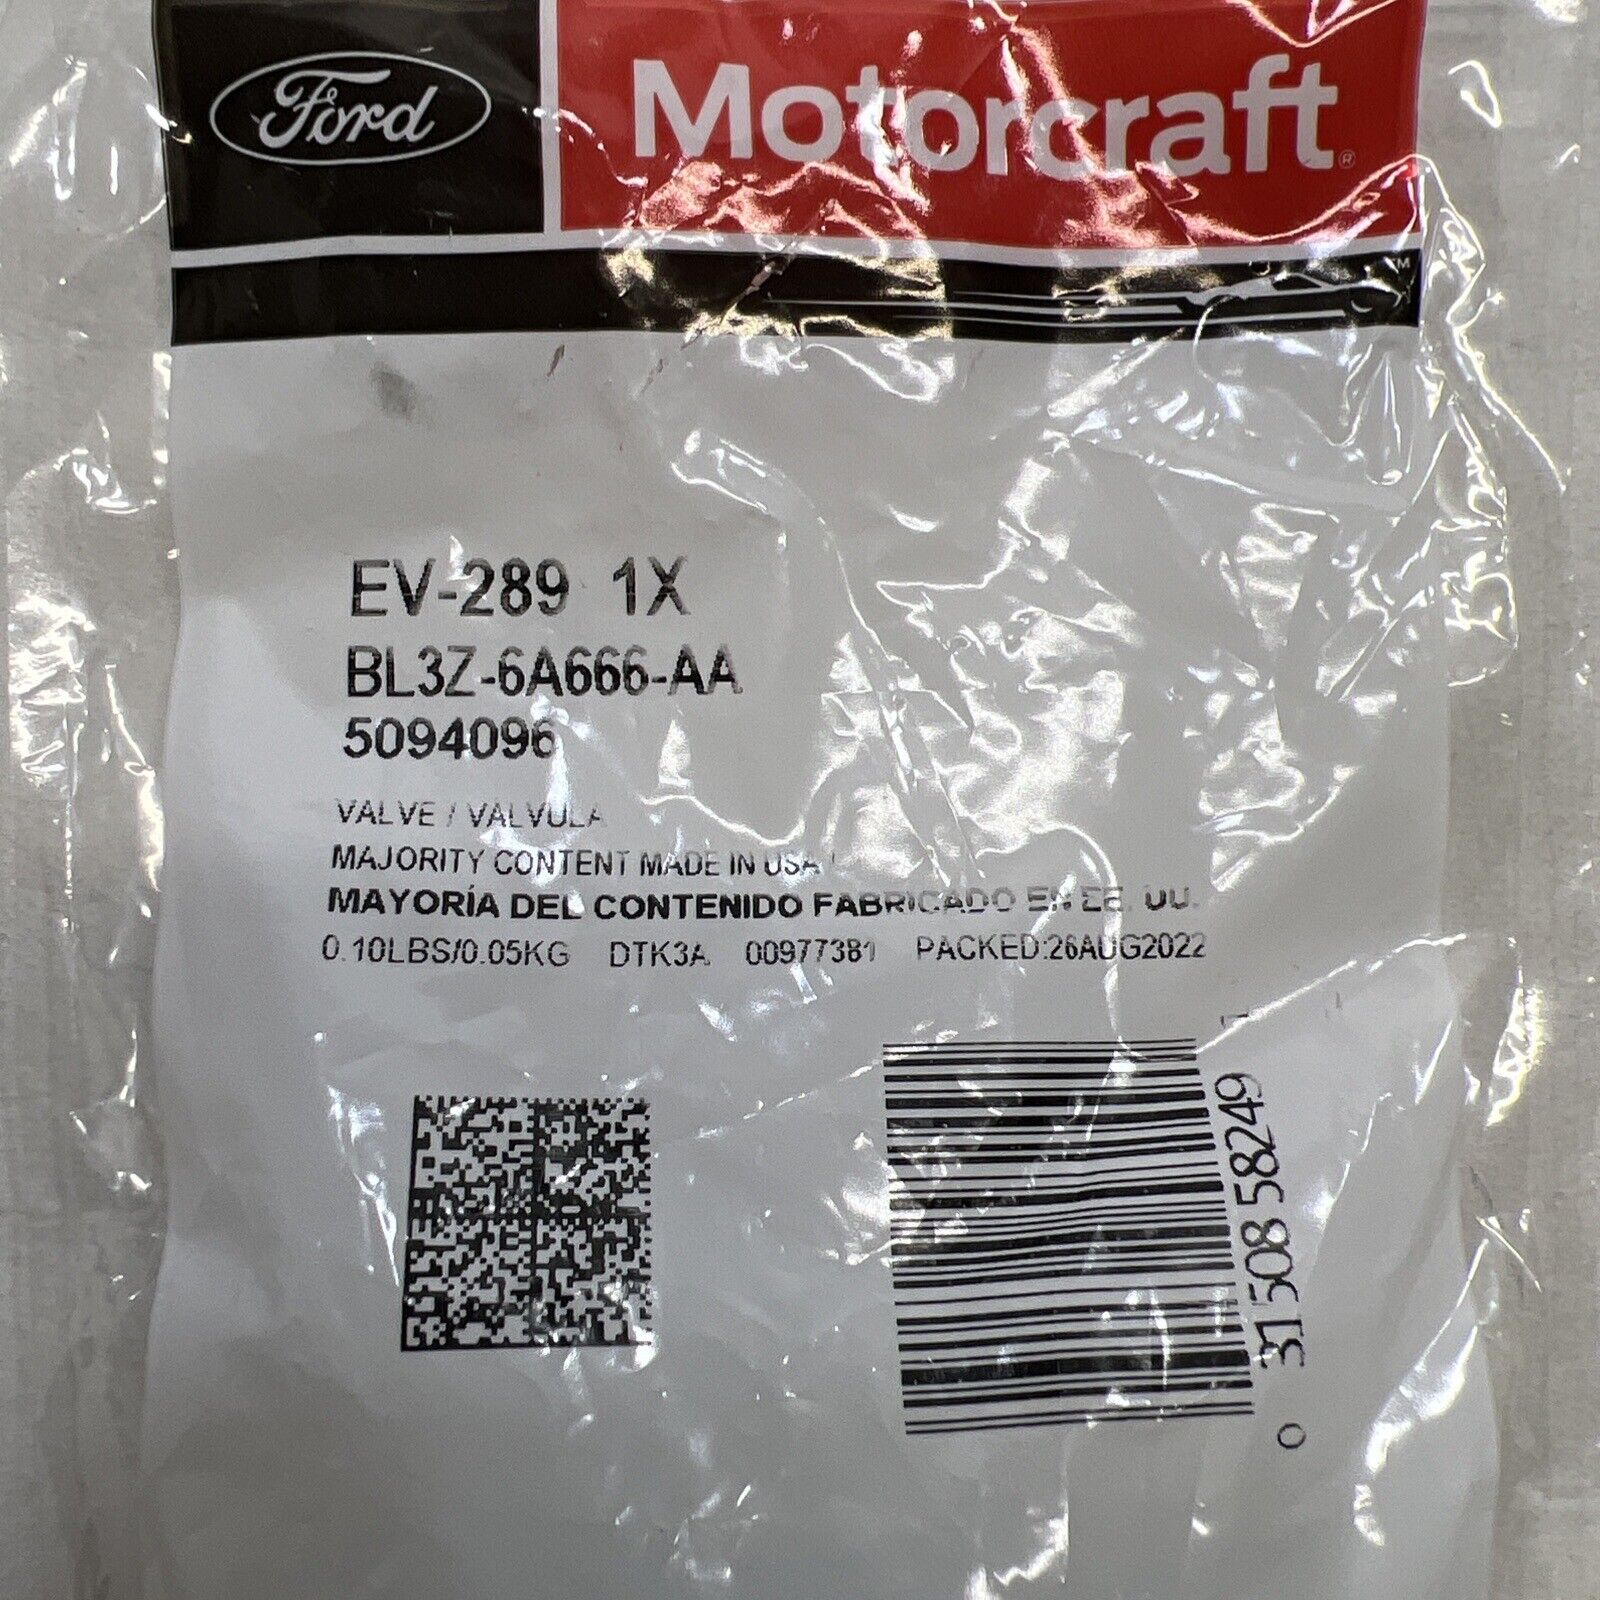 Ford Motorcraft®
™
EV-289 1X
BL3Z-6A666-AA
5094096
VALVE / VALVULA
MAJORITY CONTENT MADE IN USA /
MAYORÍA DEL CONTENIDO FABRICADO EN EE. UU.
0.10LBS/0.05KG DTK3A 00977381 PACKED:26AUG2022
0 31508 58249